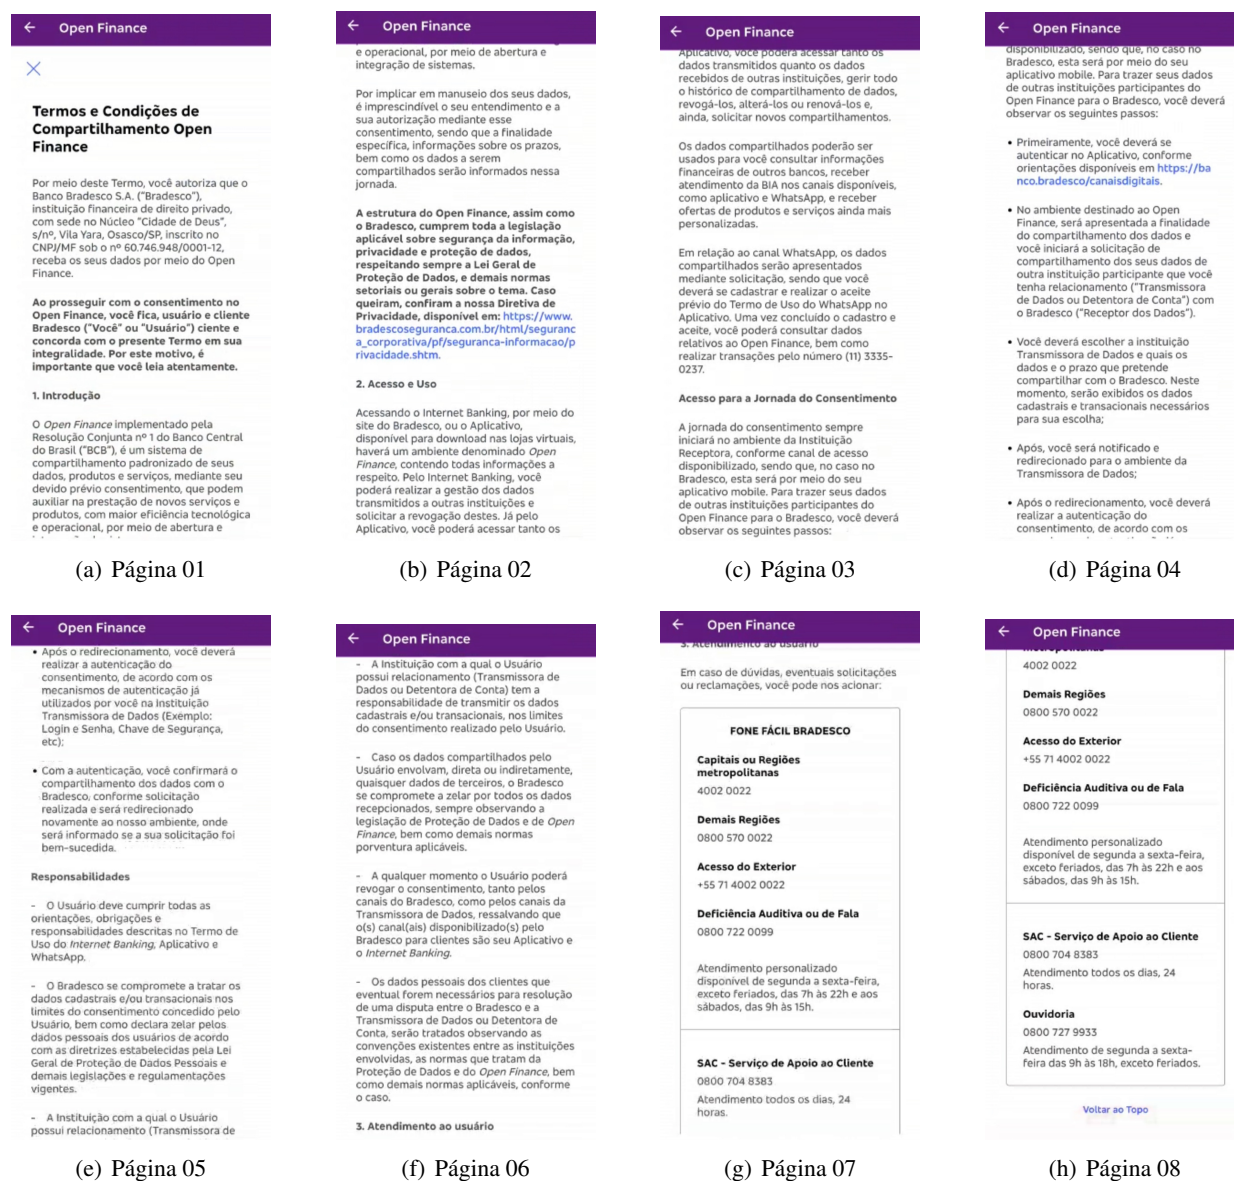 ← Open Finance
Termos e Condições de
Compartilhamento Open
Finance
Por meio deste Termo, você autoriza que o
Banco Bradesco S.A. ("Bradesco"),
instituição financeira de direito privado,
com sede no Núcleo "Cidade de Deus",
s/nº, Vila Yara, Osasco/SP, inscrito no
CNPJ/MF sob o nº 60.746.948/0001-12,
receba os seus dados por meio do Open
Finance.
Ao prosseguir com o consentimento no
Open Finance, você fica, usuário e cliente
Bradesco ("Você" ou "Usuário") ciente e
concorda com o presente Termo em sua
integralidade. Por este motivo, é
importante que você leia atentamente.
1. Introdução
O Open Finance implementado pela
Resolução Conjunta nº 1 do Banco Central
do Brasil ("BCB"), é um sistema de
compartilhamento padronizado de seus
dados, produtos e serviços, mediante seu
devido prévio consentimento, que podem
auxiliar na prestação de novos serviços e
produtos, com maior eficiência tecnológica
e operacional, por meio de abertura e
(a) Página 01
← Open Finance
e operacional, por meio de abertura e
integração de sistemas.
Por implicar em manuseio dos seus dados,
é imprescindível o seu entendimento e a
sua autorização mediante esse
consentimento, sendo que a finalidade
específica, informações sobre os prazos,
bem como os dados a serem
compartilhados serão informados nessa
jornada.
A estrutura do Open Finance, assim como
o Bradesco, cumprem toda a legislação
aplicável sobre segurança da informação,
privacidade e proteção de dados,
respeitando sempre a Lei Geral de
Proteção de Dados, e demais normas
setoriais ou gerais sobre o tema. Caso
queiram, confiram a nossa Diretiva de
Privacidade, disponível em: https://www.
bradescoseguranca.com.br/html/seguranc
a_corporativa/pf/seguranca-informacao/p
rivacidade.shtm.
2. Acesso e Uso
Acessando o Internet Banking, por meio do
site do Bradesco, ou o Aplicativo,
disponível para download nas lojas virtuais,
haverá um ambiente denominado Open
Finance, contendo todas informações a
respeito. Pelo Internet Banking, você
poderá realizar a gestão dos dados
transmitidos a outras instituições e
solicitar a revogação destes. Já pelo
Aplicativo, você poderá acessar tanto os
(b) Página 02
← Open Finance
Aplicativo, você poderá acessar tanto os
dados transmitidos quanto os dados
recebidos de outras instituições, gerir todo
o histórico de compartilhamento de dados,
revogá-los, alterá-los ou renová-los e,
ainda, solicitar novos compartilhamentos.
Os dados compartilhados poderão ser
usados para você consultar informações
financeiras de outros bancos, receber
atendimento da BIA nos canais disponíveis,
como aplicativo e WhatsApp, e receber
ofertas de produtos e serviços ainda mais
personalizadas.
Em relação ao canal WhatsApp, os dados
compartilhados serão apresentados
mediante solicitação, sendo que você
deverá se cadastrar e realizar o aceite
prévio do Termo de Uso do WhatsApp no
Aplicativo. Uma vez concluído o cadastro e
aceite, você poderá consultar dados
relativos ao Open Finance, bem como
realizar transações pelo número (11) 3335-
0237.
Acesso para a Jornada do Consentimento
A jornada do consentimento sempre
iniciará no ambiente da Instituição
Receptora, conforme canal de acesso
disponibilizado, sendo que, no caso no
Bradesco, esta será por meio do seu
aplicativo mobile. Para trazer seus dados
de outras instituições participantes do
Open Finance para o Bradesco, você deverá
observar os seguintes passos:
(c) Página 03
← Open Finance
disponibilizado, sendo que, no caso no
Bradesco, esta será por meio do seu
aplicativo mobile. Para trazer seus dados
de outras instituições participantes do
Open Finance para o Bradesco, você deverá
observar os seguintes passos:
• Primeiramente, você deverá se
autenticar no Aplicativo, conforme
orientações disponíveis em https://ba
nco.bradesco/canaisdigitais.
• No ambiente destinado ao Open
Finance, será apresentada a finalidade
do compartilhamento dos dados e
você iniciará a solicitação de
compartilhamento dos seus dados de
outra instituição participante que você
tenha relacionamento ("Transmissora
de Dados ou Detentora de Conta") com
o Bradesco ("Receptor dos Dados").
• Você deverá escolher a instituição
Transmissora de Dados e quais os
dados e o prazo que pretende
compartilhar com o Bradesco. Neste
momento, serão exibidos os dados
cadastrais e transacionais necessários
para sua escolha;
• Após, você será notificado e
redirecionado para o ambiente da
Transmissora de Dados;
• Após o redirecionamento, você deverá
realizar a autenticação do
consentimento, de acordo com os
(d) Página 04
← Open Finance
• Após o redirecionamento, você deverá
realizar a autenticação do
consentimento, de acordo com os
mecanismos de autenticação já
utilizados por você na Instituição
Transmissora de Dados (Exemplo:
Login e Senha, Chave de Segurança,
etc);
• Com a autenticação, você confirmará o
compartilhamento dos dados com o
Bradesco, conforme solicitação
realizada e será redirecionado
novamente ao nosso ambiente, onde
será informado se a sua solicitação foi
bem-sucedida.
Responsabilidades
- O Usuário deve cumprir todas as
orientações, obrigações e
responsabilidades descritas no Termo de
Uso do Internet Banking, Aplicativo e
WhatsApp.
- O Bradesco se compromete a tratar os
dados cadastrais e/ou transacionais nos
limites do consentimento concedido pelo
Usuário, bem como declara zelar pelos
dados pessoais dos usuários de acordo
com as diretrizes estabelecidas pela Lei
Geral de Proteção de Dados Pessoais e
demais legislações e regulamentações
vigentes.
- A Instituição com a qual o Usuário
possui relacionamento (Transmissora de
(e) Página 05
← Open Finance
- A Instituição com a qual o Usuário
possui relacionamento (Transmissora de
Dados ou Detentora de Conta) tem a
responsabilidade de transmitir os dados
cadastrais e/ou transacionais, nos limites
do consentimento realizado pelo Usuário.
- Caso os dados compartilhados pelo
Usuário envolvam, direta ou indiretamente,
quaisquer dados de terceiros, o Bradesco
se compromete a zelar por todos os dados
recepcionados, sempre observando a
legislação de Proteção de Dados e de Open
Finance, bem como demais normas
porventura aplicáveis.
- A qualquer momento o Usuário poderá
revogar o consentimento, tanto pelos
canais do Bradesco, como pelos canais da
Transmissora de Dados, ressalvando que
o(s) canal(ais) disponibilizado(s) pelo
Bradesco para clientes são seu Aplicativo e
o Internet Banking.
- Os dados pessoais dos clientes que
eventual forem necessários para resolução
de uma disputa entre o Bradesco e a
Transmissora de Dados ou Detentora de
Conta, serão tratados observando as
convenções existentes entre as instituições
envolvidas, as normas que tratam da
Proteção de Dados e do Open Finance, bem
como demais normas aplicáveis, conforme
o caso.
3. Atendimento ao usuário
(f) Página 06
← Open Finance
3. Atendimento ao usuário
Em caso de dúvidas, eventuais solicitações
ou reclamações, você pode nos acionar:
FONE FÁCIL BRADESCO
Capitais ou Regiões
metropolitanas
4002 0022
Demais Regiões
0800 570 0022
Acesso do Exterior
+55 71 4002 0022
Deficiência Auditiva ou de Fala
0800 722 0099
Atendimento personalizado
disponível de segunda a sexta-feira,
exceto feriados, das 7h às 22h e aos
sábados, das 9h às 15h.
SAC - Serviço de Apoio ao Cliente
0800 704 8383
Atendimento todos os dias, 24
horas.
(g) Página 07
← Open Finance
metropolitanas
4002 0022
Demais Regiões
0800 570 0022
Acesso do Exterior
+55 71 4002 0022
Deficiência Auditiva ou de Fala
0800 722 0099
Atendimento personalizado
disponível de segunda a sexta-feira,
exceto feriados, das 7h às 22h e aos
sábados, das 9h às 15h.
SAC - Serviço de Apoio ao Cliente
0800 704 8383
Atendimento todos os dias, 24
horas.
Ouvidoria
0800 727 9933
Atendimento de segunda a sexta-
feira das 9h às 18h, exceto feriados.
Voltar ao Topo
(h) Página 08